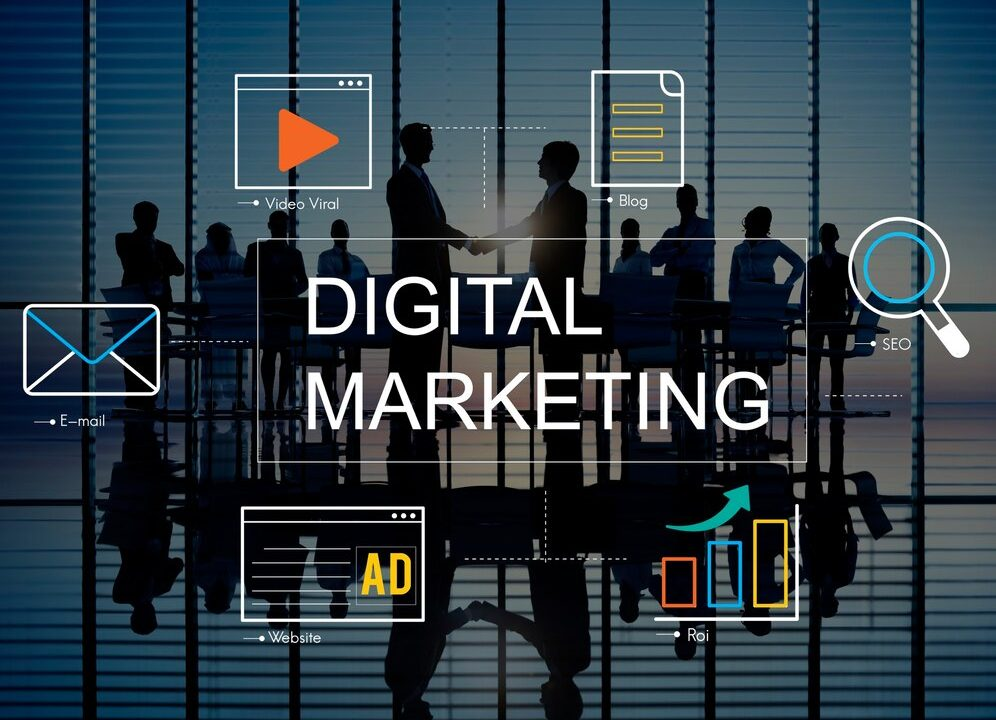 Video Viral
Blog
DIGITAL
MARKETING
SEO
E-mail
AD
Website
Roi